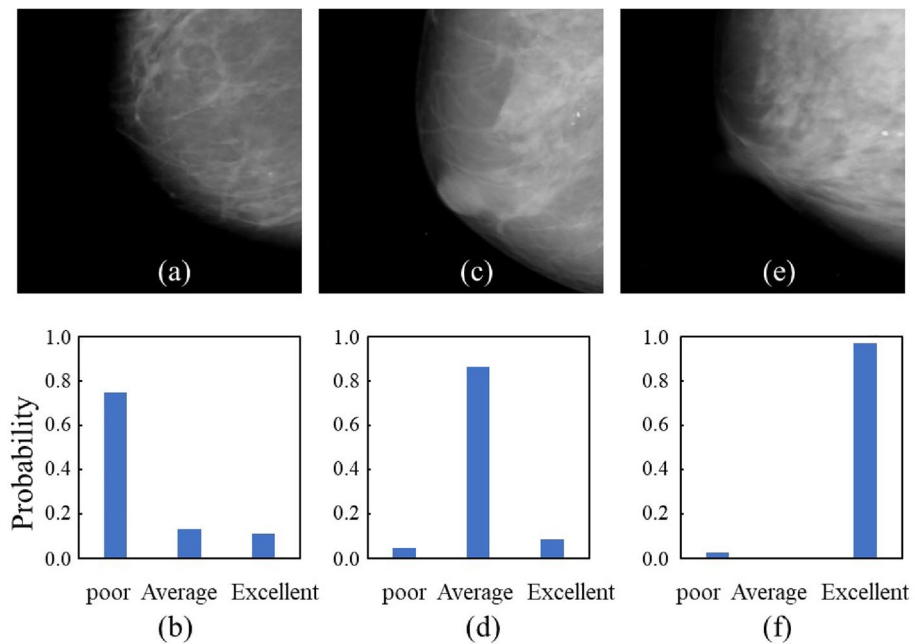 (a) (c) (e)
1.0 1.0 1.0
0.8 0.8 0.8
0.6 0.6 0.6
0.4 0.4 0.4
0.2 0.2 0.2
0.0 0.0 0.0
Probability
poor Average Excellent poor Average Excellent poor Average Excellent
(b) (d) (f)